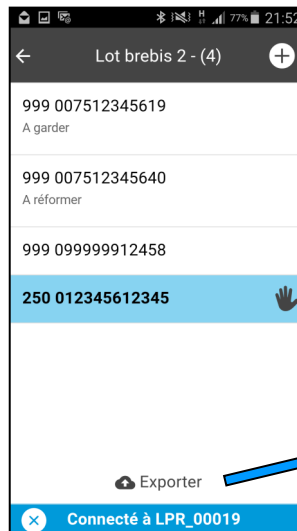 77% 21:52
Lot brebis 2 - (4)
999 007512345619
A garder
999 007512345640
A réformer
999 099999912458
250 012345612345
Exporter
Connecté à LPR_00019